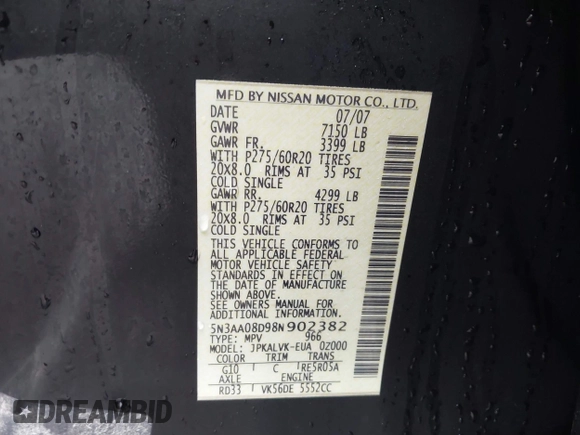 MFD BY NISSAN MOTOR CO., LTD.
DATE 07/07
GVWR 7150 LB
GAWR FR. 3399 LB
WITH P275/60R20 TIRES
20X8.0 RIMS AT 35 PSI
COLD SINGLE
GAWR RR. 4299 LB
WITH P275/60R20 TIRES
20X8.0 RIMS AT 35 PSI
COLD SINGLE
THIS VEHICLE CONFORMS TO
ALL APPLICABLE FEDERAL
MOTOR VEHICLE SAFETY
STANDARDS IN EFFECT ON
THE DATE OF MANUFACTURE
SHOWN ABOVE.
SEE OWNERS MANUAL FOR
ADDITIONAL INFORMATION.
5N3AA08D98N902382
TYPE: MPV 966
MODEL: JPKALVK-EUA 02000
COLOR TRIM TRANS
G10 C RE5R05A
AXLE ENGINE
RD33 VK56DE 5552CC
DREAMBID